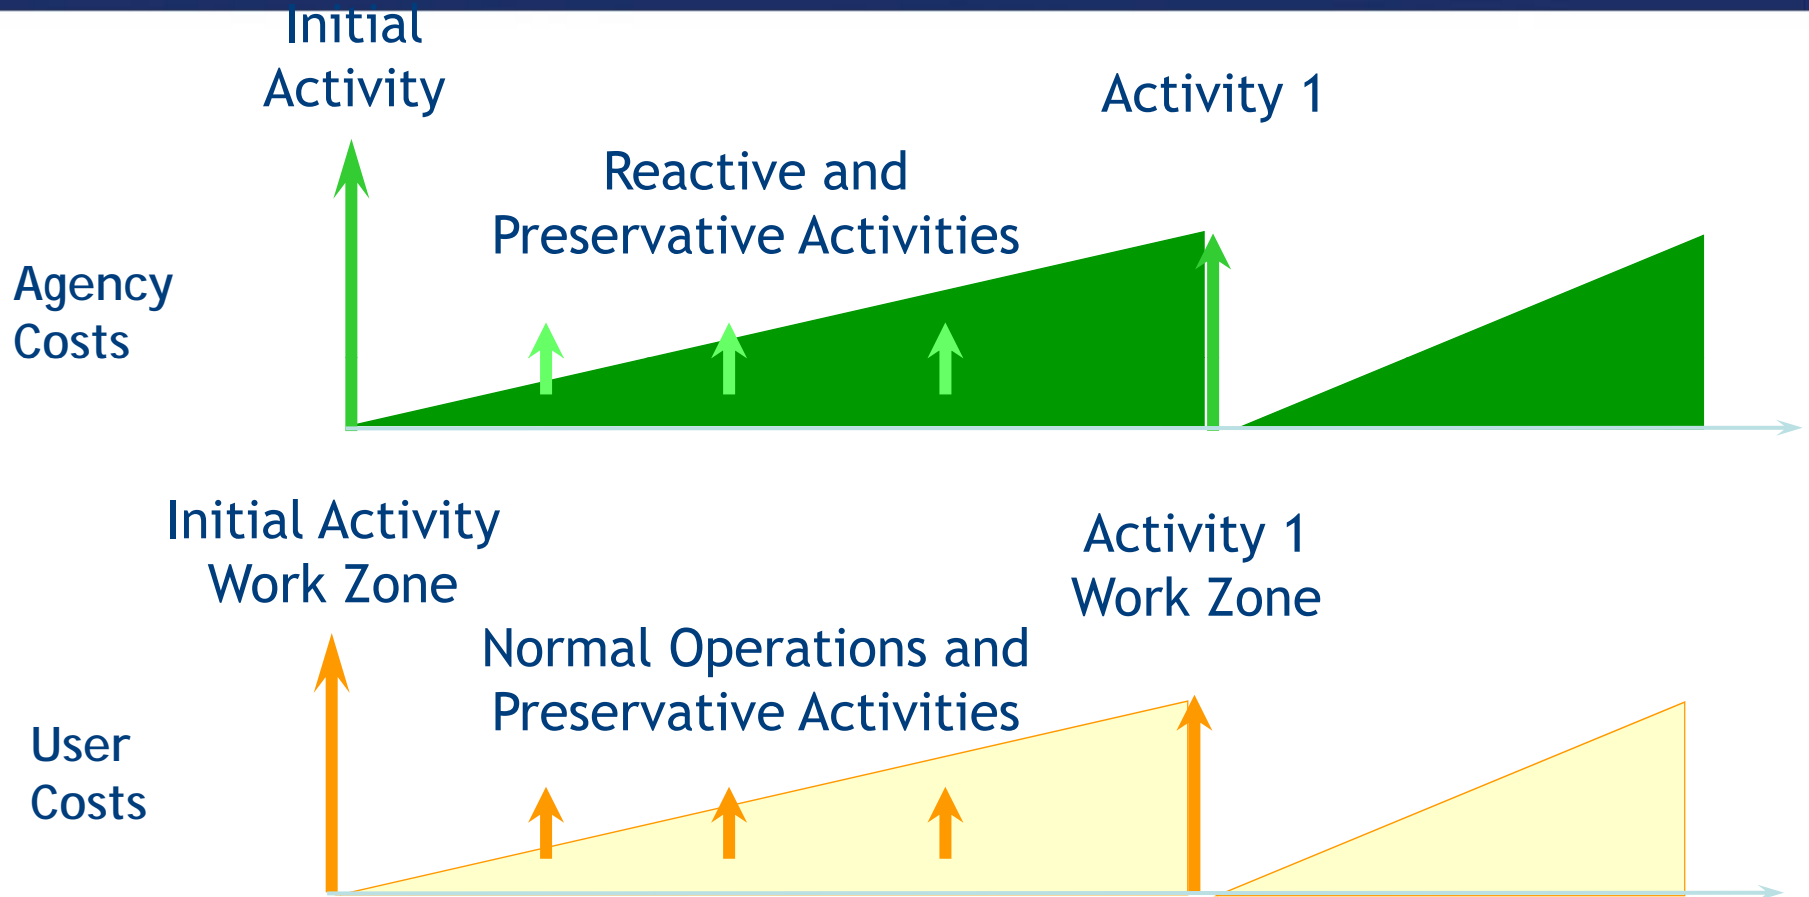 Initial
Activity
Activity 1
Reactive and
Preservative Activities
Agency
Costs
Initial Activity
Work Zone
Activity 1
Work Zone
Normal Operations and
Preservative Activities
User
Costs